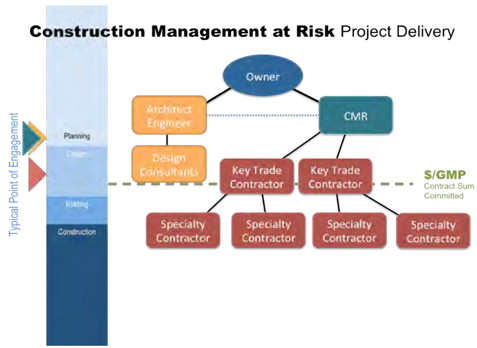 Construction Management at Risk Project Delivery
Owner
Architect
Engineer
CMR
Typical Point of Engagement
Planning
Design
Design
Consultants
Key Trade
Contractor
Key Trade
Contractor
$/GMP
Contract Sum
Committed
Bidding
Construction
Specialty
Contractor
Specialty
Contractor
Specialty
Contractor
Specialty
Contractor